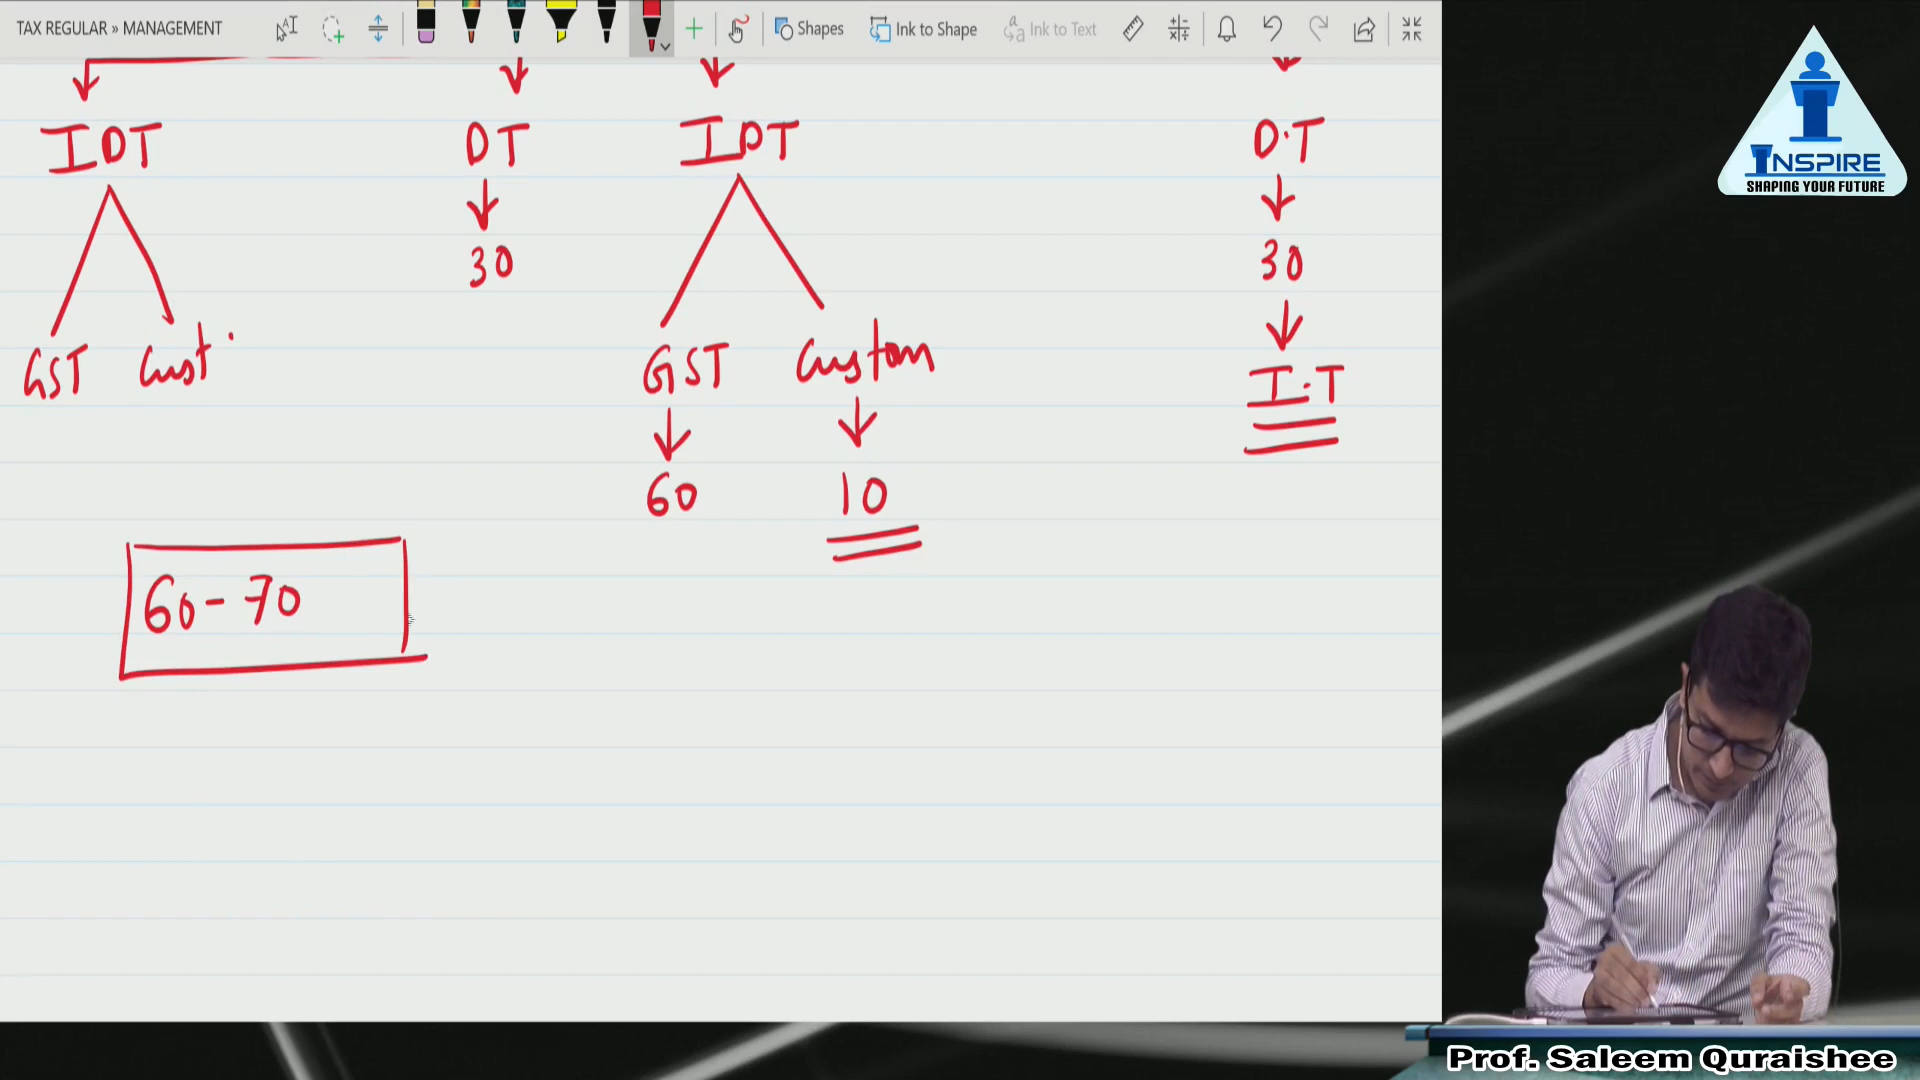 TAX REGULAR » MANAGEMENT
Shapes
Ink to Shape
Ink to Text
IDT
DT
IDT
D.T
30
30
GST Cust.
GST Custom
I.T
60
10
60-70
INSPIRE
SHAPING YOUR FUTURE
Prof. Saleem Quraishee